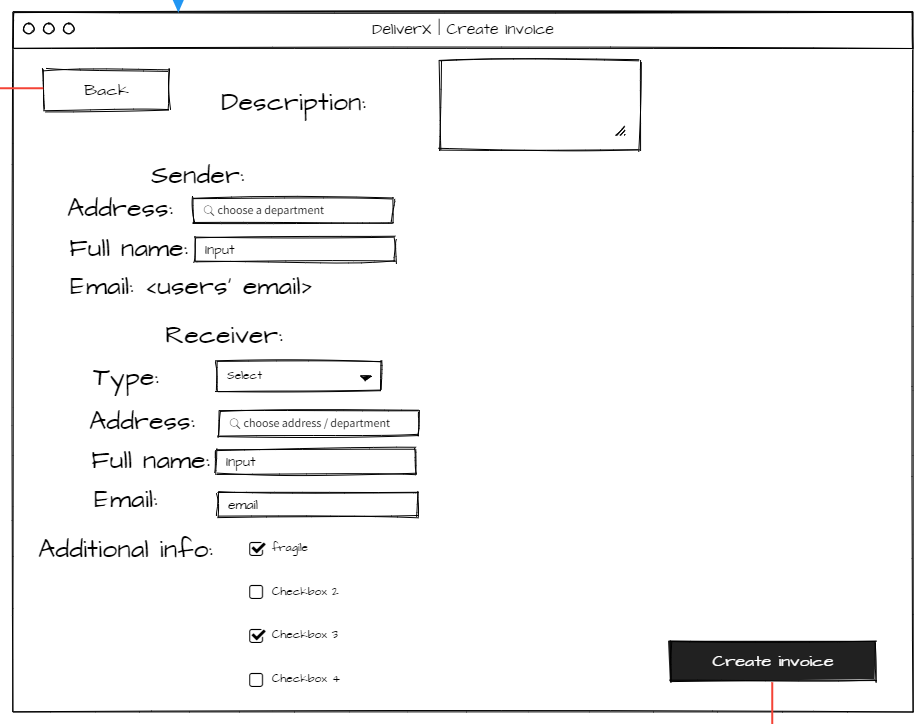 DeliverX | Create invoice
Back
Description:
Sender:
Address: choose a department
Full name: Input
Email: <users' email>
Receiver:
Type: Select
Address: choose address / department
Full name: Input
Email: email
Additional info: fragile
Checkbox 2
Checkbox 3
Checkbox 4
Create invoice